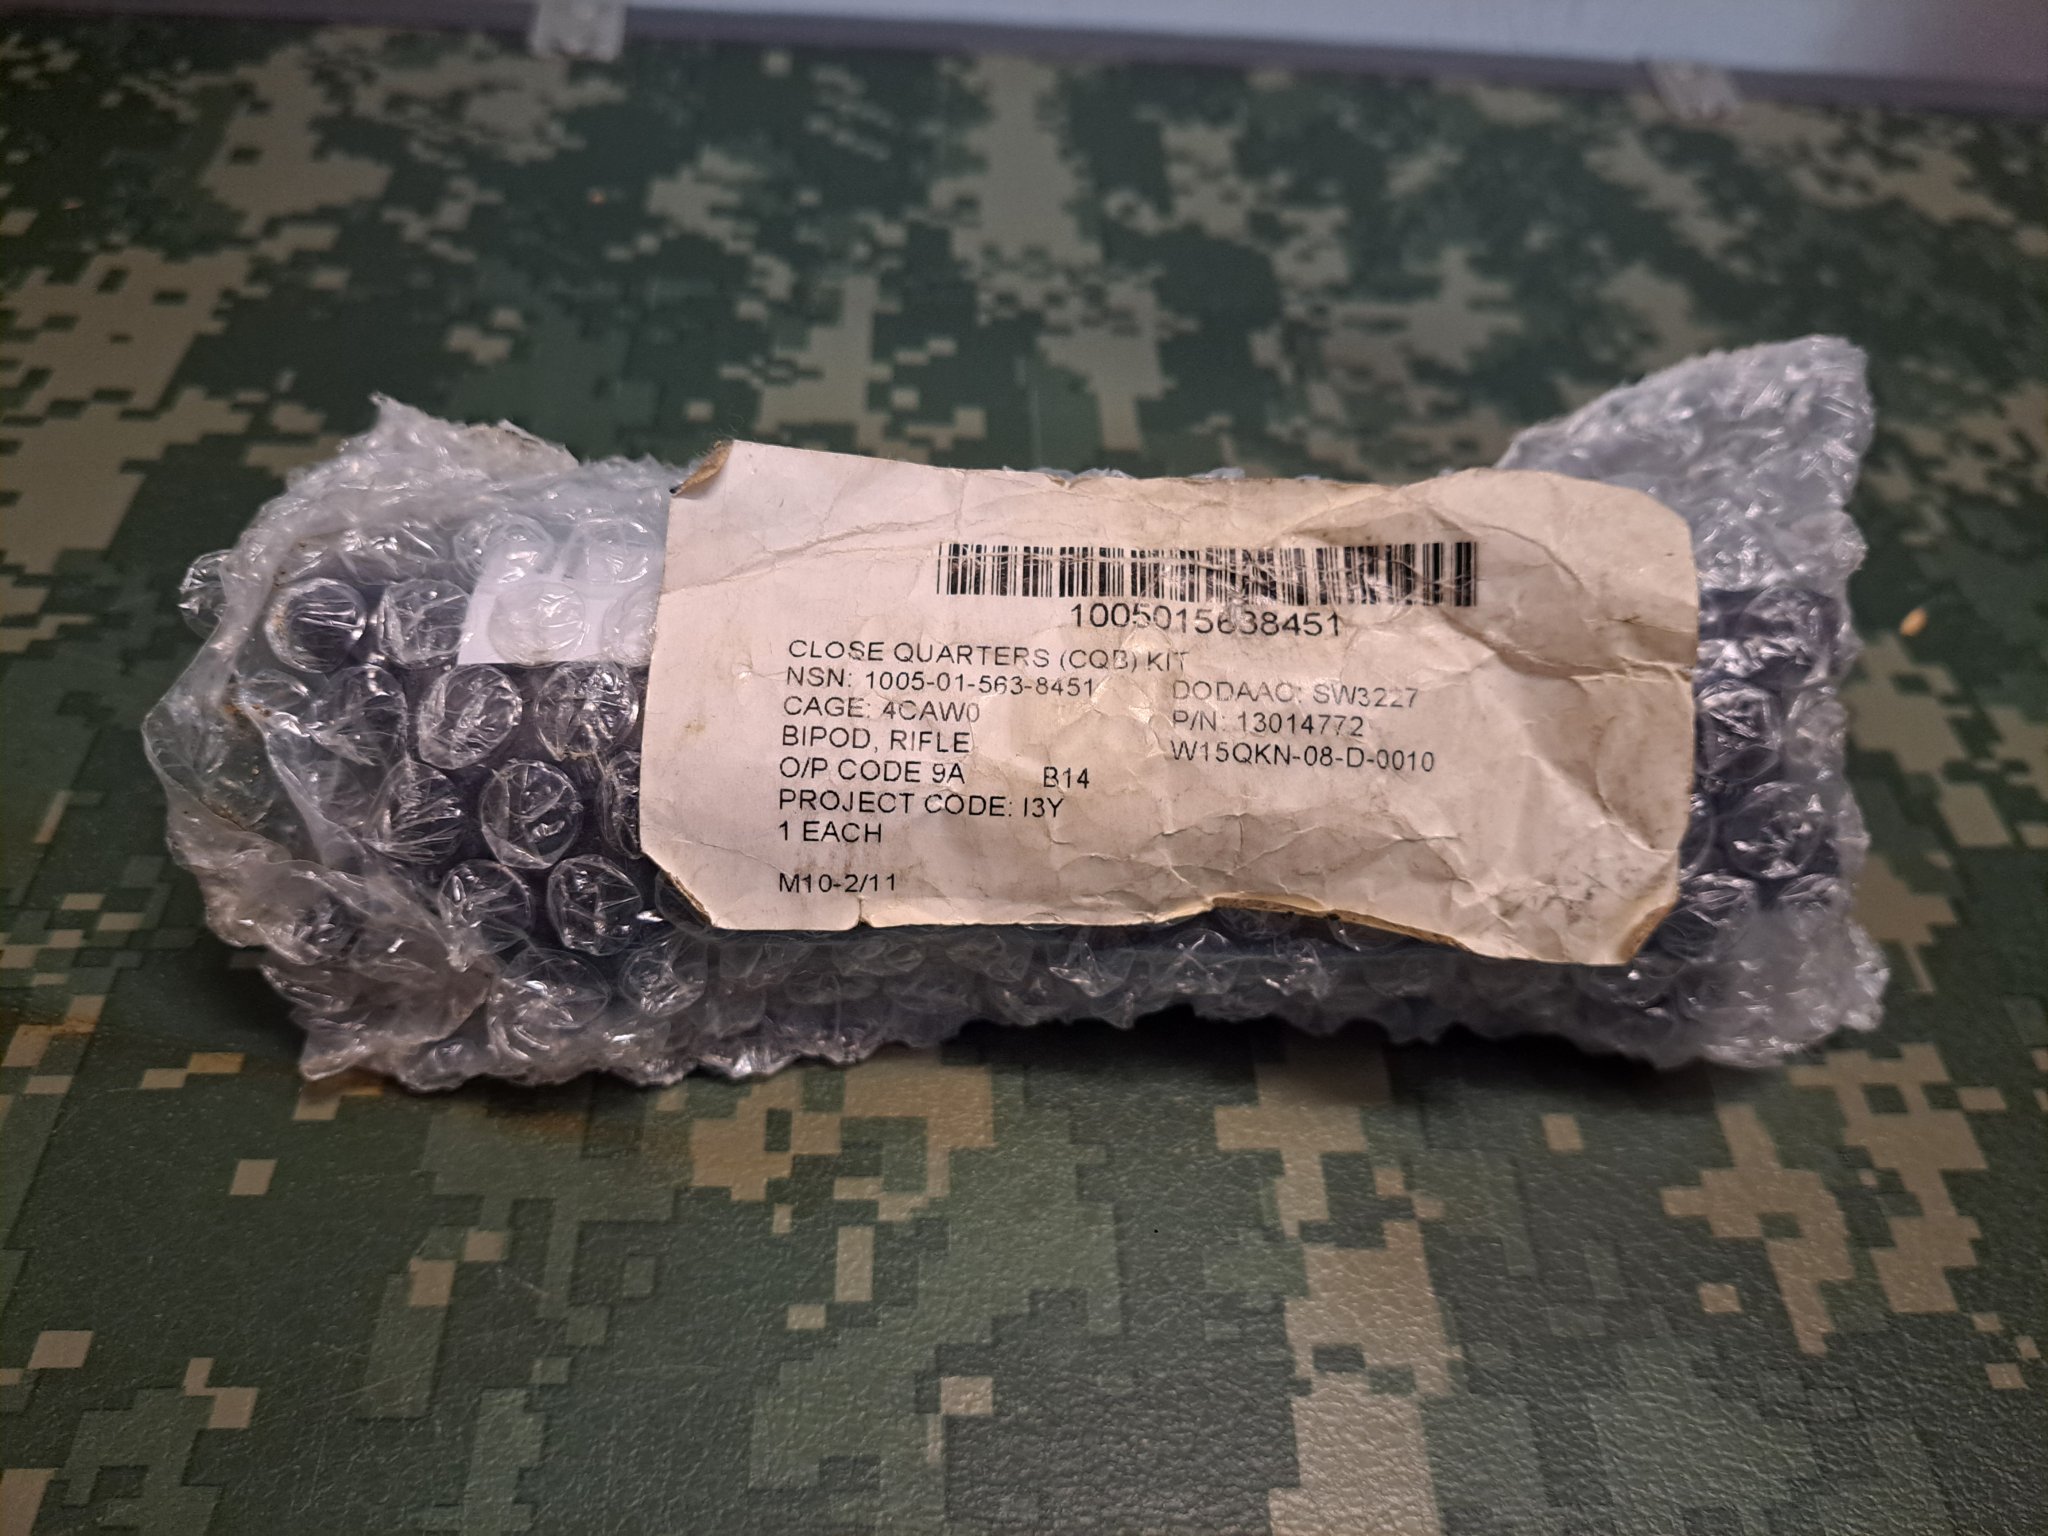 1005015638451
CLOSE QUARTERS (CQB) KIT
NSN: 1005-01-563-8451 DODAAC: SW3227
CAGE: 4CAW0 P/N: 13014772
BIPOD, RIFLE W15QKN-08-D-0010
O/P CODE 9A B14
PROJECT CODE: I3Y
1 EACH
M10-2/11